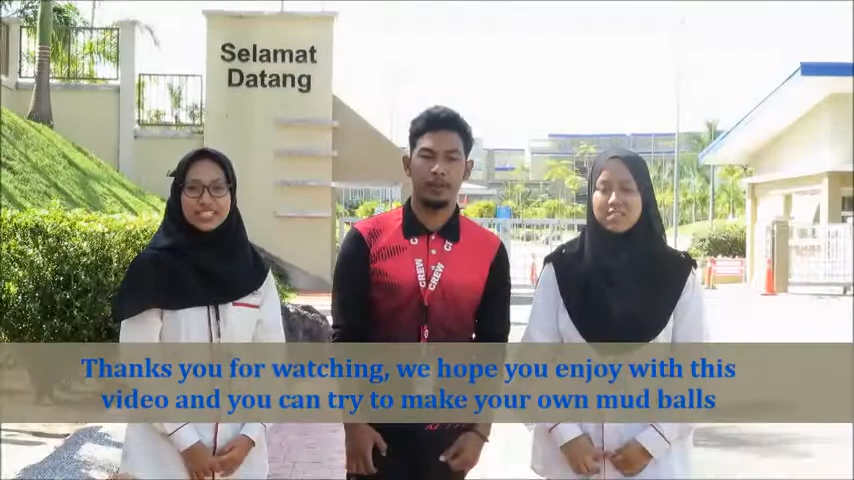 Selamat
Datang
CREW
CREW
Thanks you for watching, we hope you enjoy with this
video and you can try to make your own mud balls